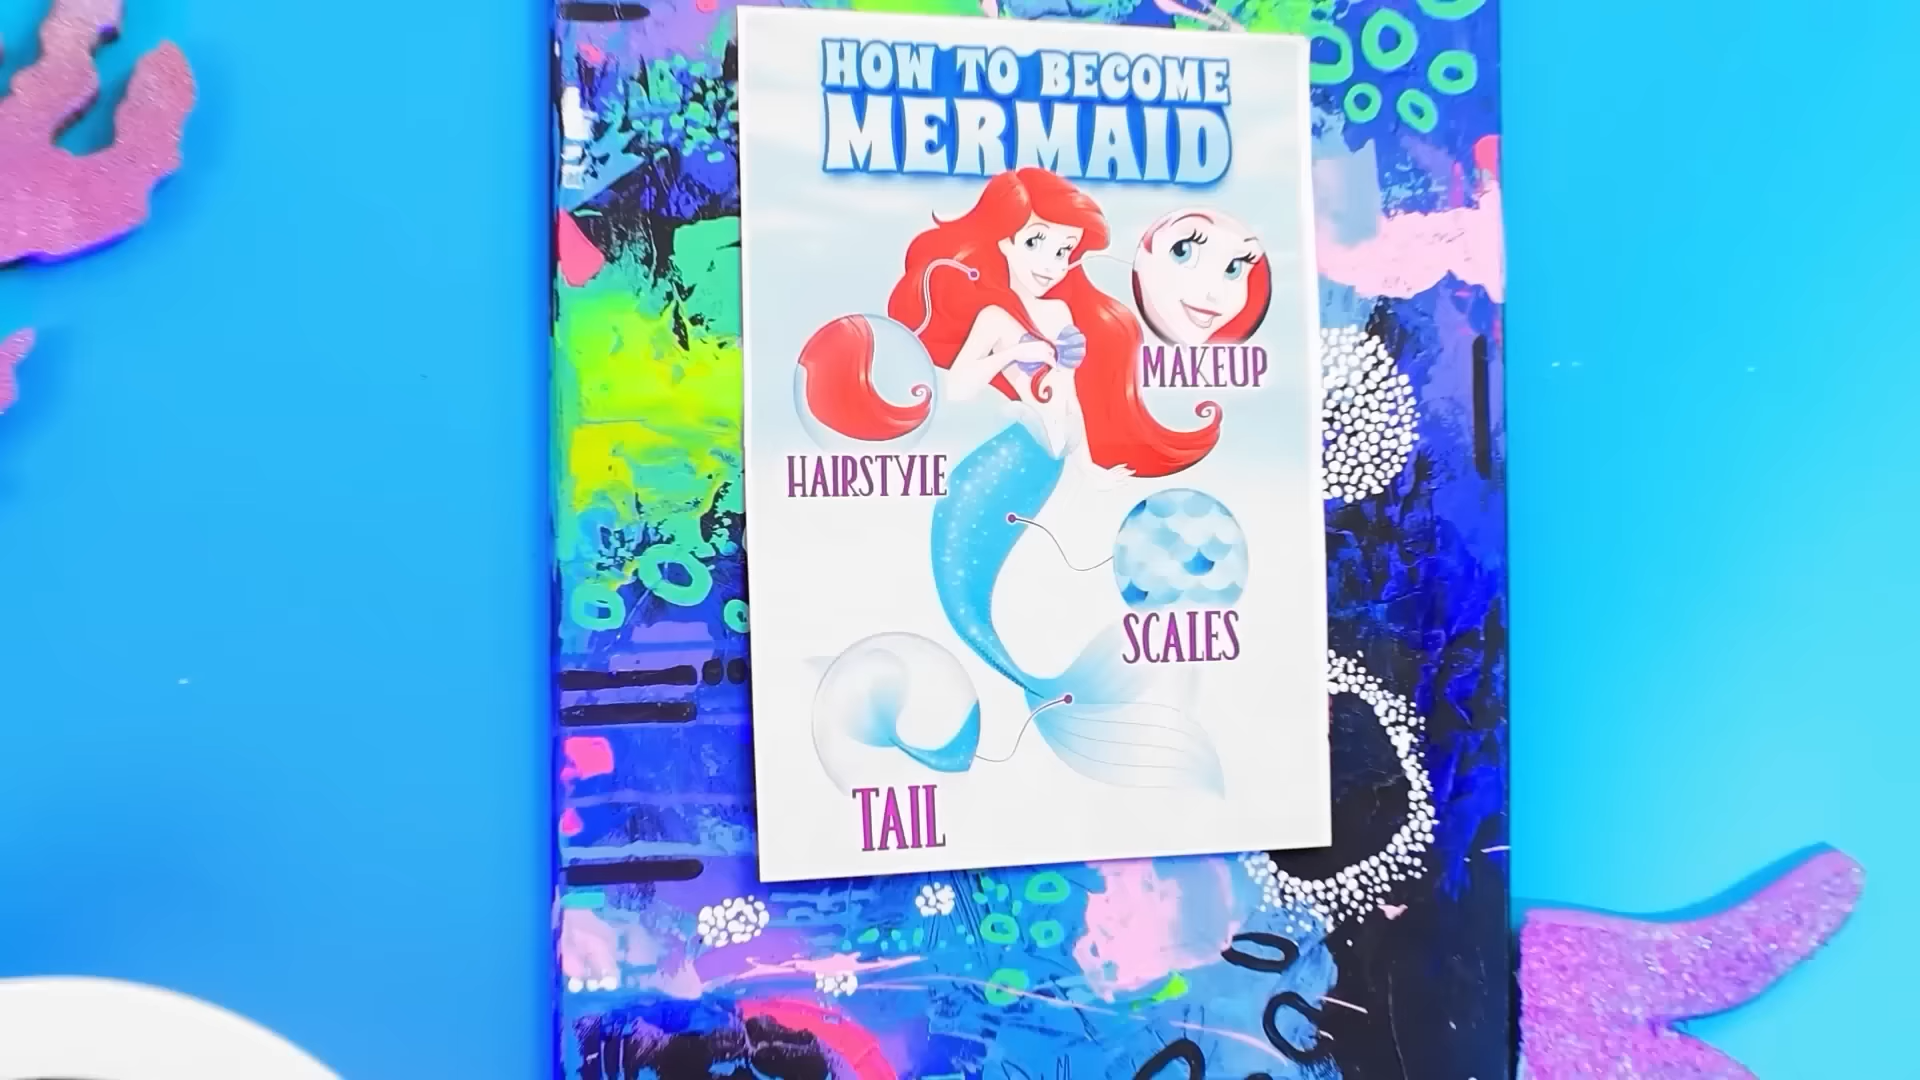 HOW TO BECOME
MERMAID
MAKEUP
HAIRSTYLE
SCALES
TAIL